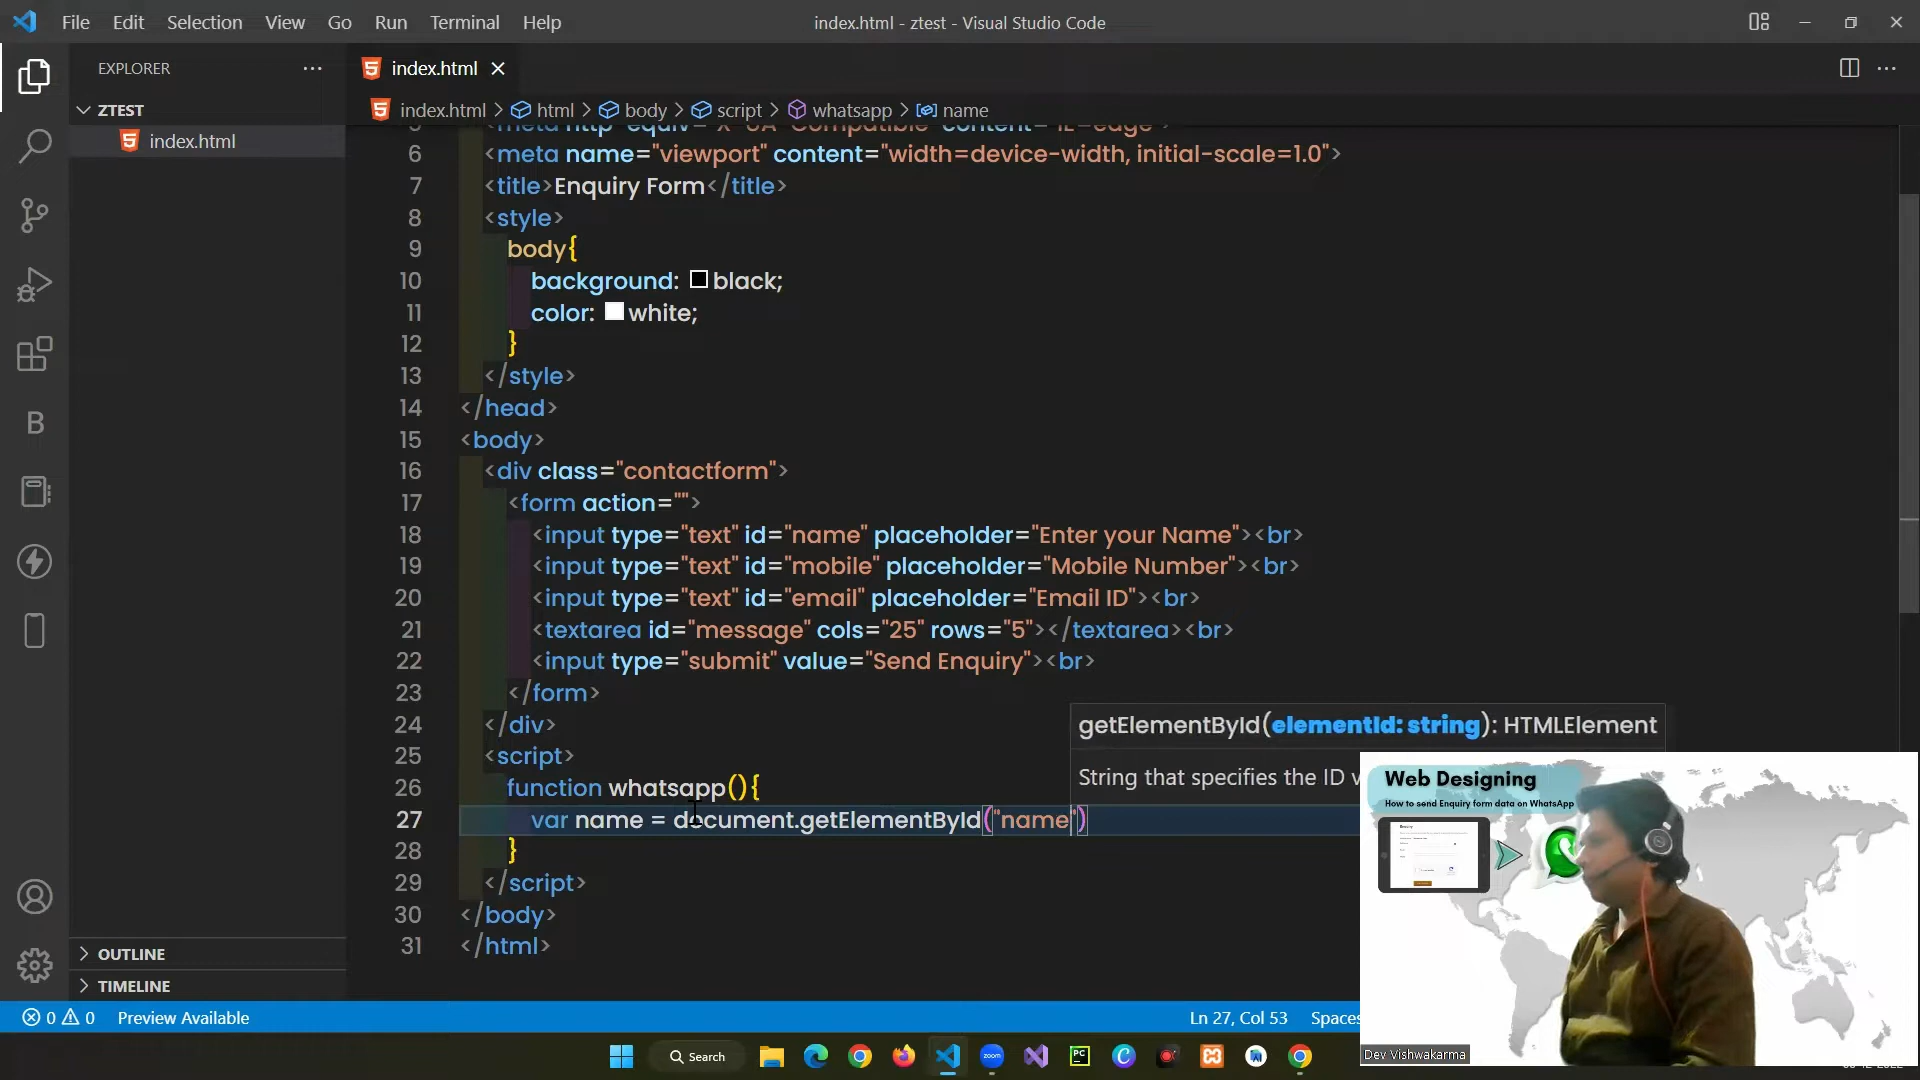 File Edit Selection View Go Run Terminal Help
index.html - ztest - Visual Studio Code
EXPLORER
index.html
ZTEST
index.html
index.html > html > body > script > whatsapp > name
6 <meta name="viewport" content="width=device-width, initial-scale=1.0">
7 <title>Enquiry Form</title>
8 <style>
9 body{
10 background: black;
11 color: white;
12 }
13 </style>
14 </head>
15 <body>
16 <div class="contactform">
17 <form action="">
18 <input type="text" id="name" placeholder="Enter your Name"><br>
19 <input type="text" id="mobile" placeholder="Mobile Number"><br>
20 <input type="text" id="email" placeholder="Email ID"><br>
21 <textarea id="message" cols="25" rows="5"></textarea><br>
22 <input type="submit" value="Send Enquiry"><br>
23 </form>
24 </div>
25 <script>
26 function whatsapp(){
27 var name = document.getElementById("name")
28 }
29 </script>
30 </body>
31 </html>
getElementById(elementId: string): HTMLElement
String that specifies the ID
Web Designing
How to send Enquiry form data on WhatsApp
Dev Vishwakarma
OUTLINE
TIMELINE
0 0 Preview Available
Ln 27, Col 53 Spaces
Search